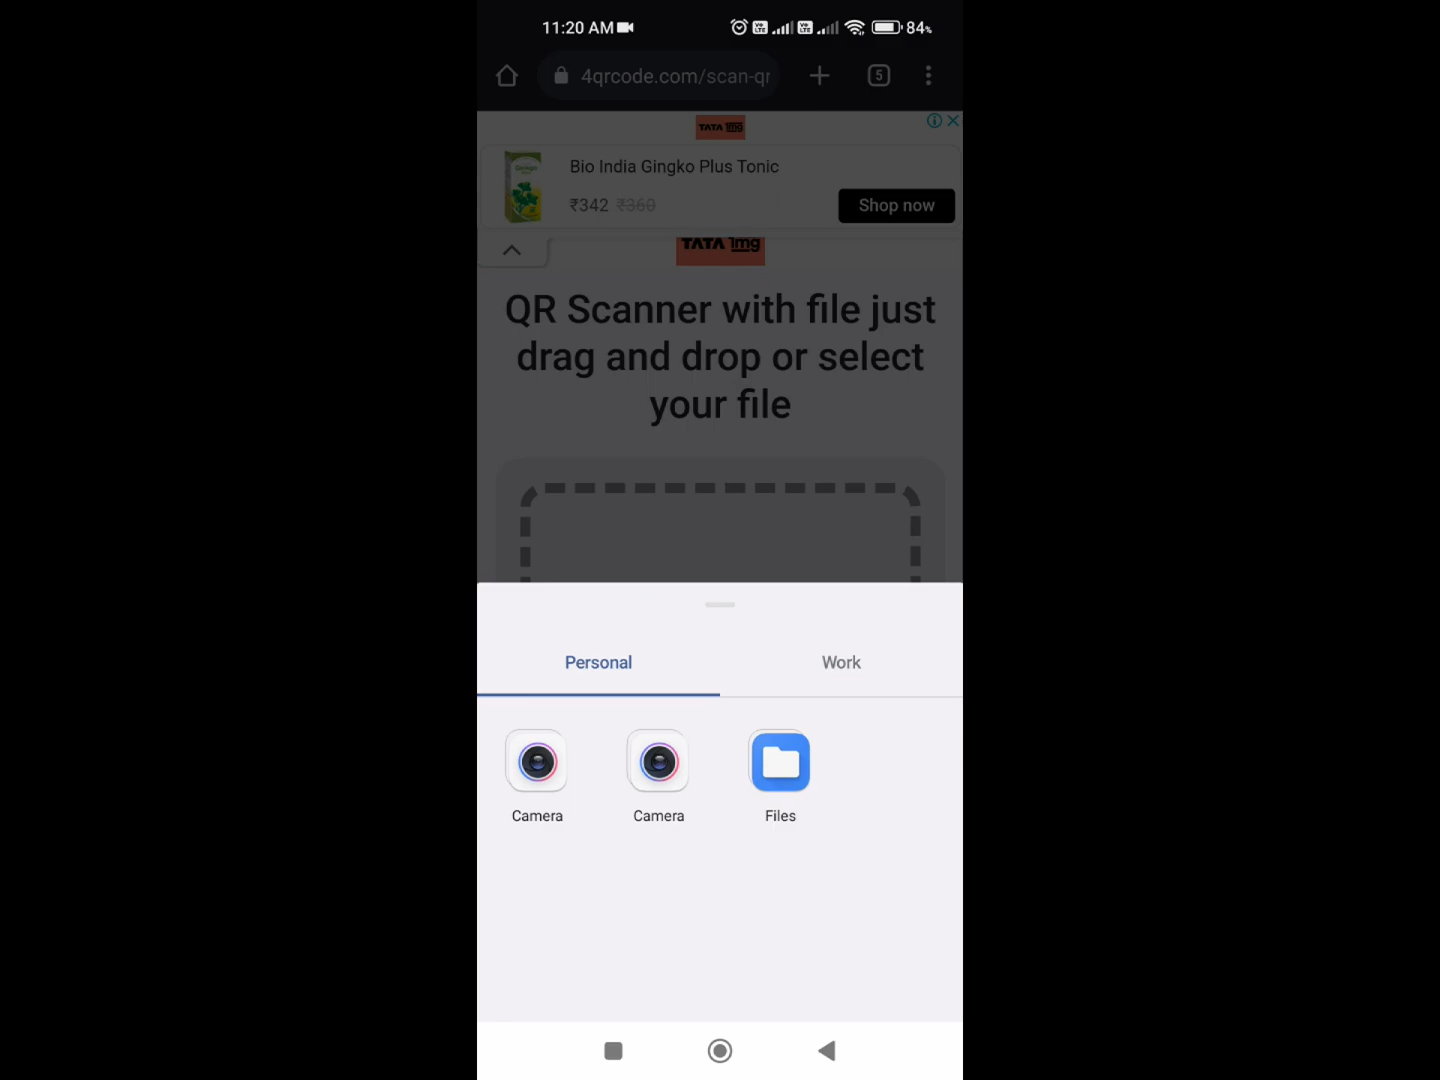 11:20 AM
84%
4qrcode.com/scan-qr
5
TATA 1mg
Bio India Gingko Plus Tonic
₹342 ₹360
Shop now
TATA 1mg
QR Scanner with file just
drag and drop or select
your file
Personal
Work
Camera
Camera
Files